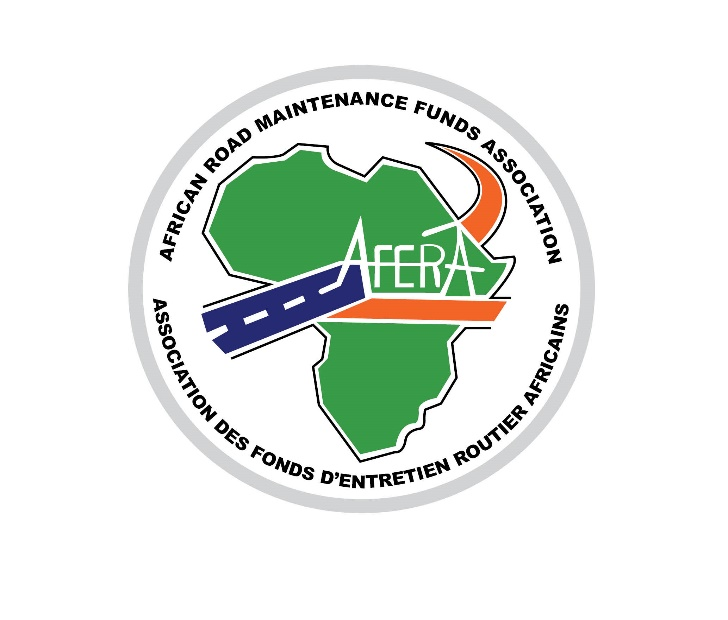 AFRICAN ROAD MAINTENANCE FUNDS ASSOCIATION
AFERA
ASSOCIATION DES FONDS D'ENTRETIEN ROUTIER AFRICAINS